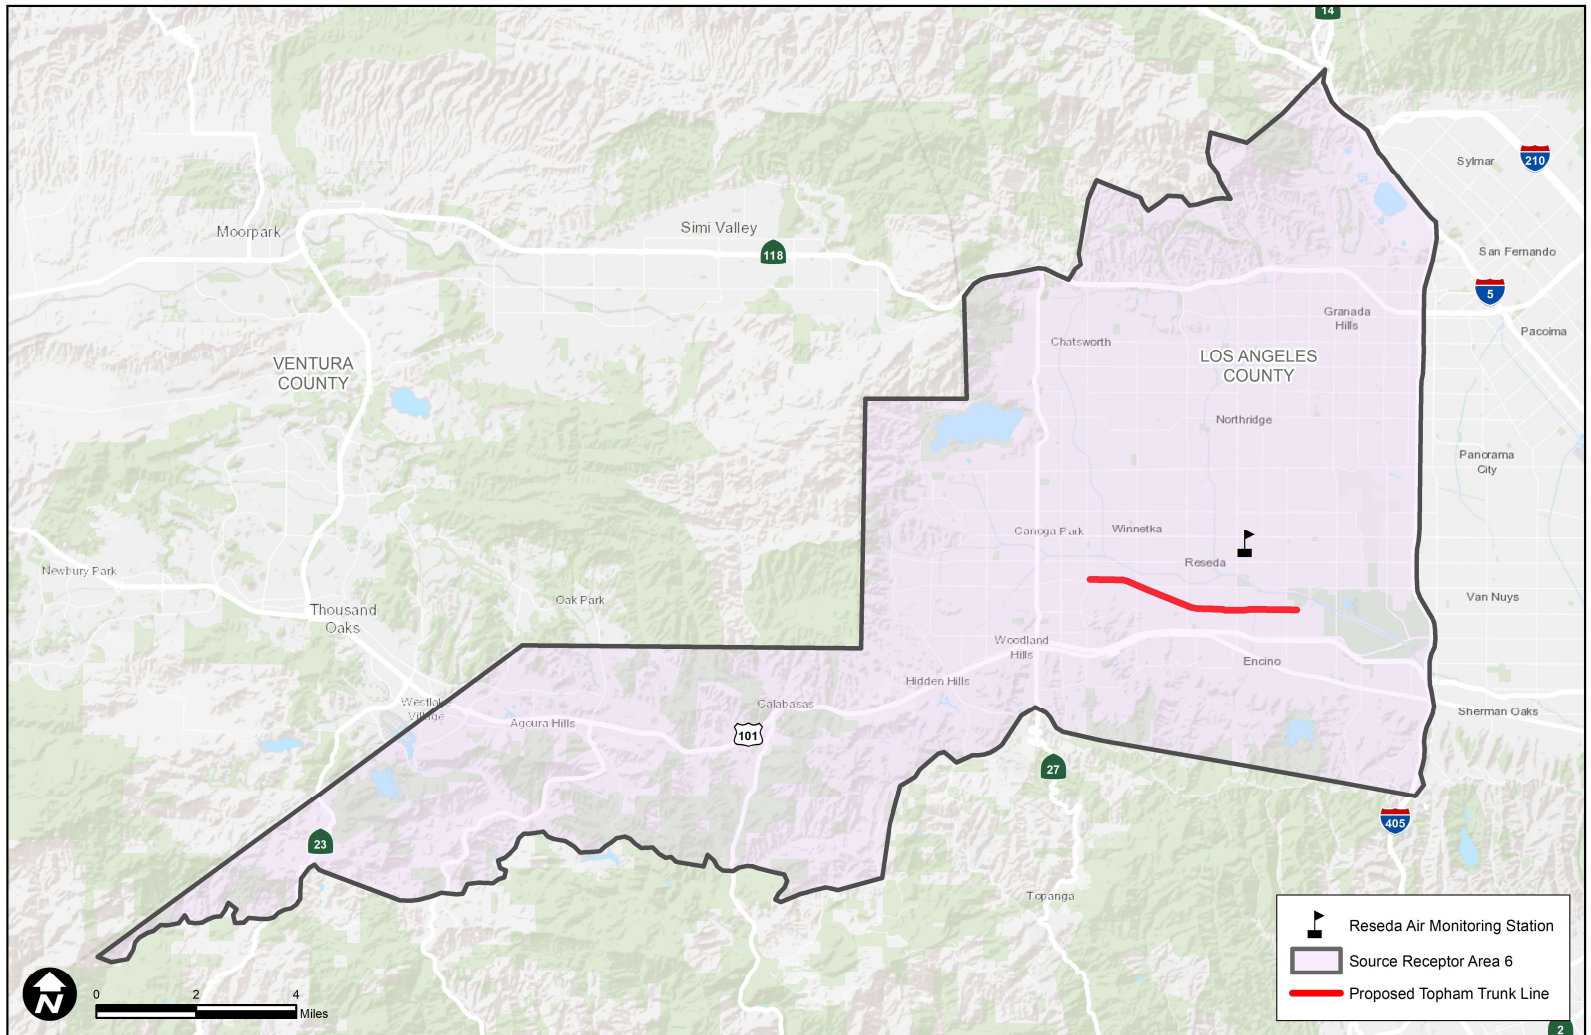 14
Sylmar
210
Moorpark
Simi Valley
118
San Fernando
5
Granada
Hills
Pacoima
Chatsworth
LOS ANGELES
COUNTY
VENTURA
COUNTY
Northridge
Panorama
City
Canoga Park
Winnetka
Reseda
Newbury Park
Oak Park
Thousand
Oaks
Van Nuys
Woodland
Hills
Encino
Hidden Hills
Westlake
Village
Calabasas
Agoura Hills
Sherman Oaks
101
27
405
23
Topanga
Reseda Air Monitoring Station
Source Receptor Area 6
Proposed Topham Trunk Line
N
0 2 4
Miles
2